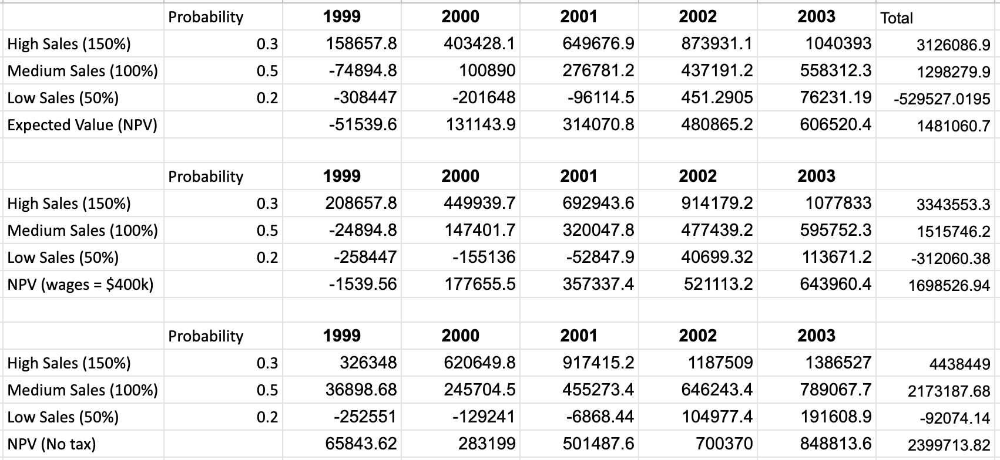 Probability 1999 2000 2001 2002 2003 Total
High Sales (150%) 0.3 158657.8 403428.1 649676.9 873931.1 1040393 3126086.9
Medium Sales (100%) 0.5 -74894.8 100890 276781.2 437191.2 558312.3 1298279.9
Low Sales (50%) 0.2 -308447 -201648 -96114.5 451.2905 76231.19 -529527.0195
Expected Value (NPV) -51539.6 131143.9 314070.8 480865.2 606520.4 1481060.7
Probability 1999 2000 2001 2002 2003
High Sales (150%) 0.3 208657.8 449939.7 692943.6 914179.2 1077833 3343553.3
Medium Sales (100%) 0.5 -24894.8 147401.7 320047.8 477439.2 595752.3 1515746.2
Low Sales (50%) 0.2 -258447 -155136 -52847.9 40699.32 113671.2 -312060.38
NPV (wages = $400k) -1539.56 177655.5 357337.4 521113.2 643960.4 1698526.94
Probability 1999 2000 2001 2002 2003
High Sales (150%) 0.3 326348 620649.8 917415.2 1187509 1386527 4438449
Medium Sales (100%) 0.5 36898.68 245704.5 455273.4 646243.4 789067.7 2173187.68
Low Sales (50%) 0.2 -252551 -129241 -6868.44 104977.4 191608.9 -92074.14
NPV (No tax) 65843.62 283199 501487.6 700370 848813.6 2399713.82